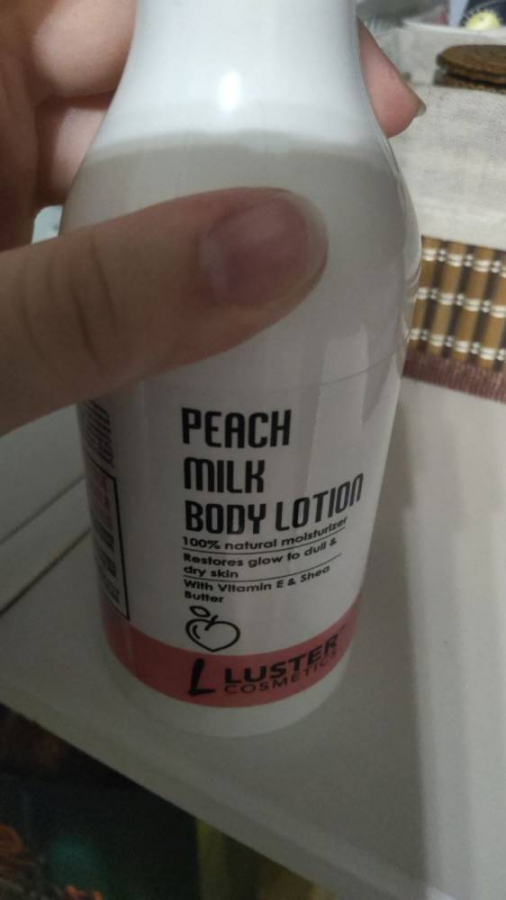 PEACH
MILK
BODY LOTION
100% natural moisturizer
Restores glow to dull &
dry skin
With Vitamin E & Shea
Butter
L LUSTER
COSMETICS